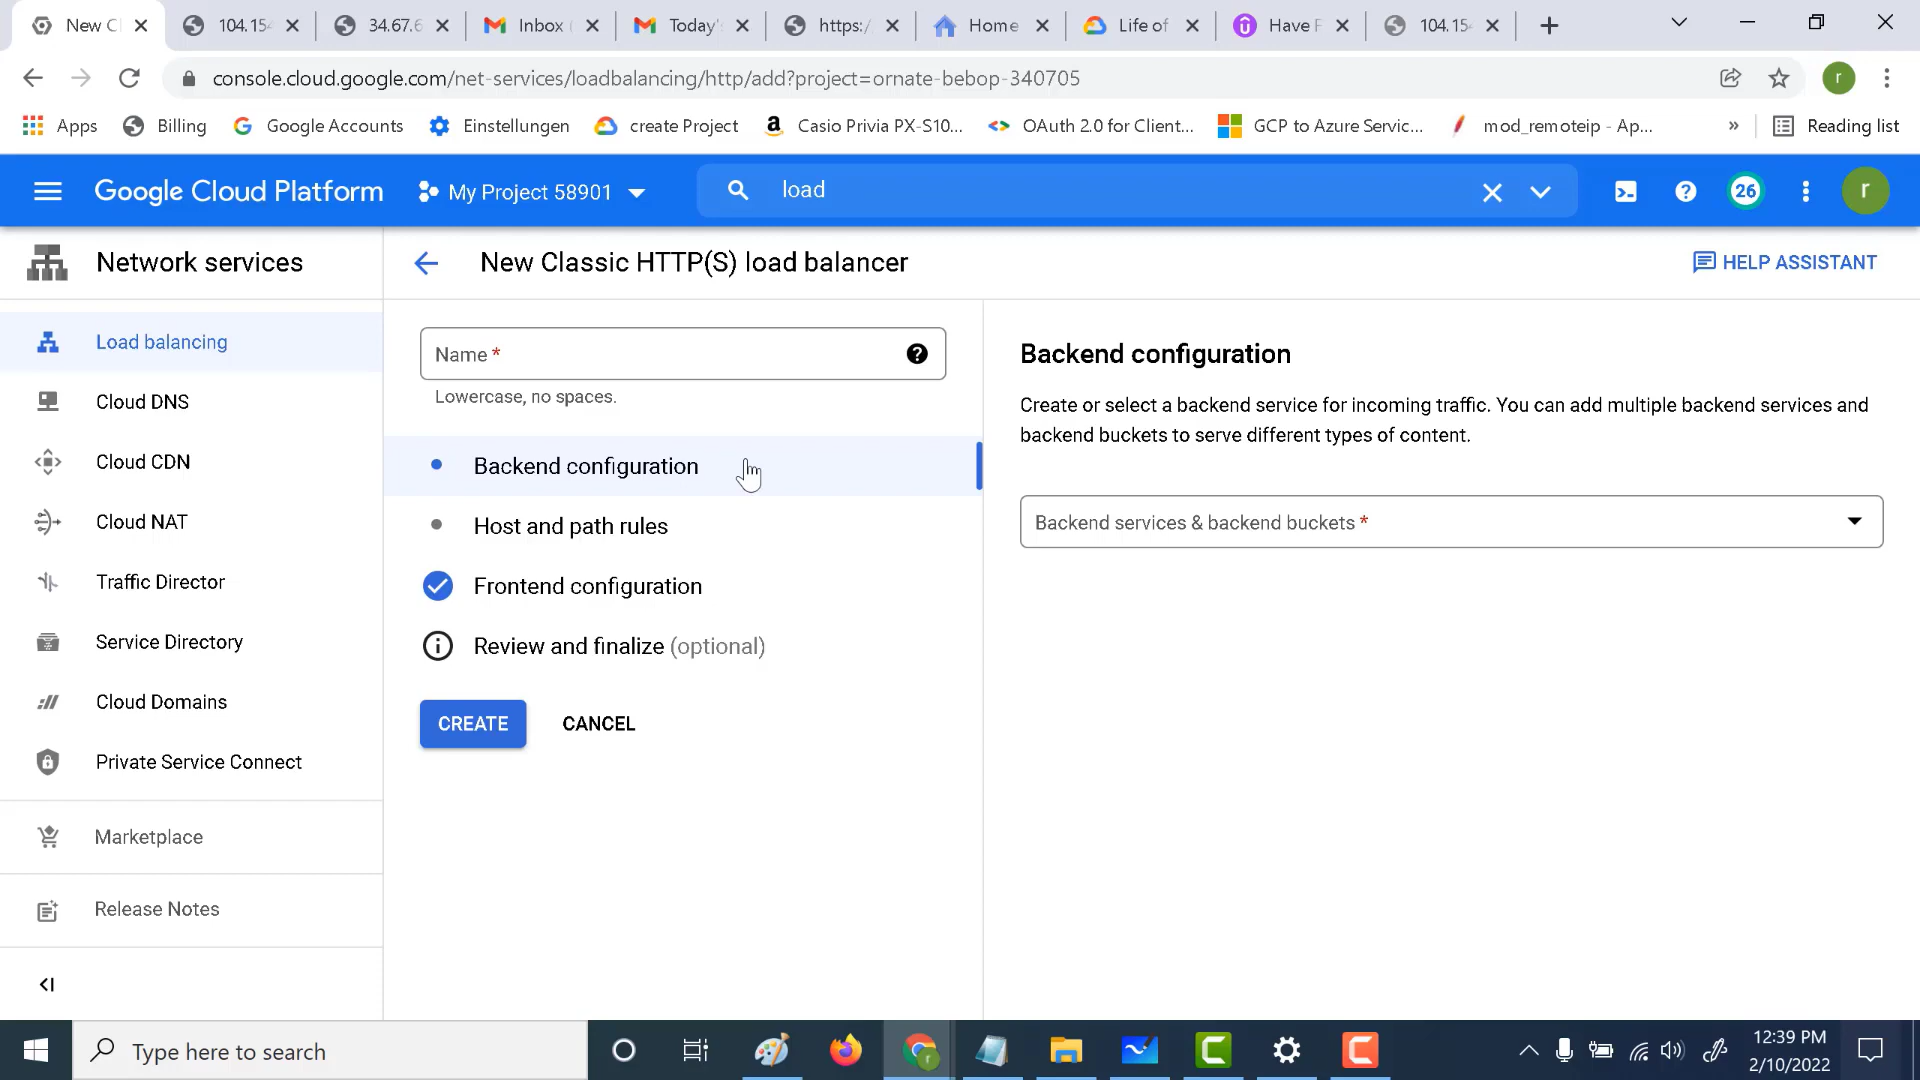 New Cl
104.154
34.67.6
Inbox (
Today'
https:/
Home
Life of
Have F
104.154
console.cloud.google.com/net-services/loadbalancing/http/add?project=ornate-bebop-340705
r
Apps
Billing
Google Accounts
Einstellungen
create Project
Casio Privia PX-S10...
OAuth 2.0 for Client...
GCP to Azure Servic...
mod_remoteip - Ap...
»
Reading list
Google Cloud Platform
My Project 58901
load
26
r
Network services
New Classic HTTP(S) load balancer
HELP ASSISTANT
Load balancing
Cloud DNS
Cloud CDN
Cloud NAT
Traffic Director
Service Directory
Cloud Domains
Private Service Connect
Marketplace
Release Notes
Name *
Lowercase, no spaces.
Backend configuration
Host and path rules
Frontend configuration
Review and finalize (optional)
CREATE
CANCEL
Backend configuration
Create or select a backend service for incoming traffic. You can add multiple backend services and
backend buckets to serve different types of content.
Backend services & backend buckets *
Type here to search
12:39 PM
2/10/2022